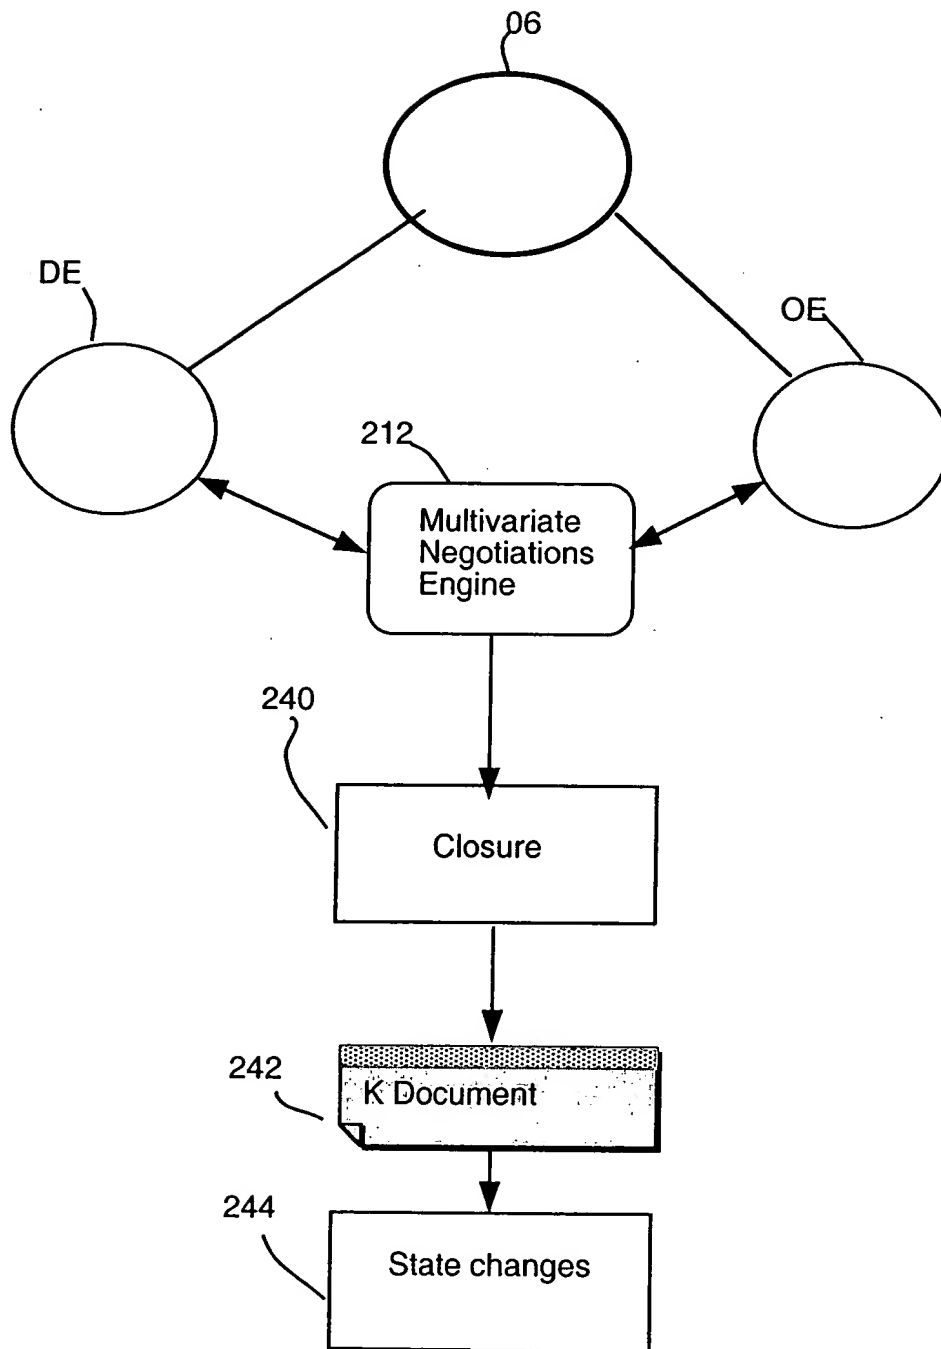 06
DE
OE
212
Multivariate
Negotiations
Engine
240
Closure
242
K Document
244
State changes